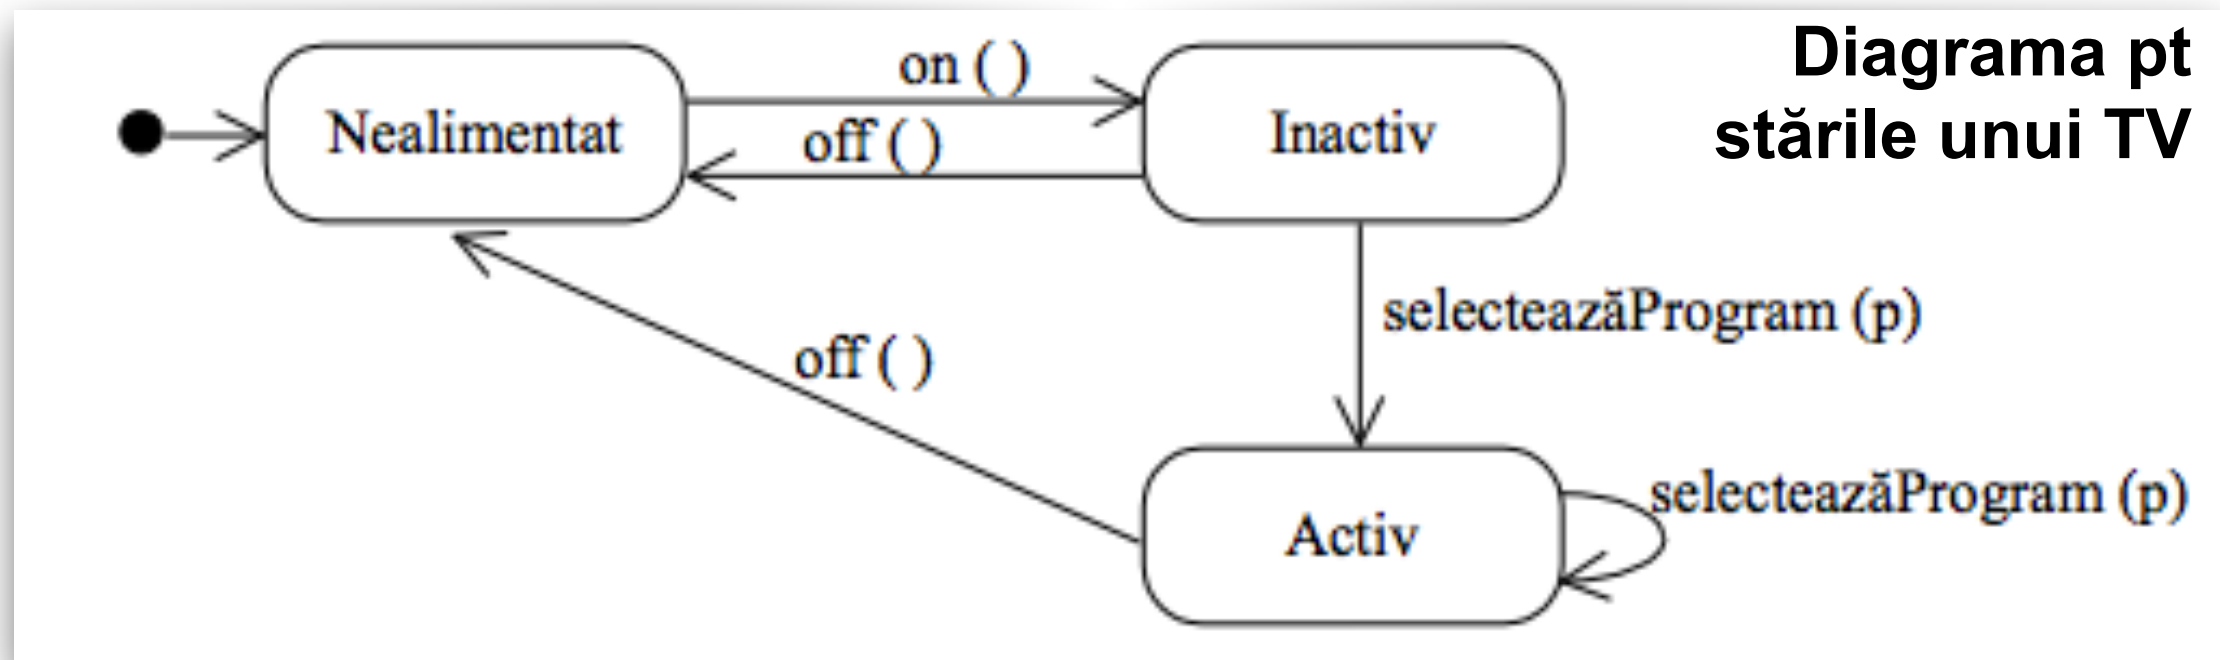 Diagrama pt
stările unui TV
on ( )
Nealimentat
off ( )
Inactiv
selecteazăProgram (p)
off ( )
selecteazăProgram (p)
Activ